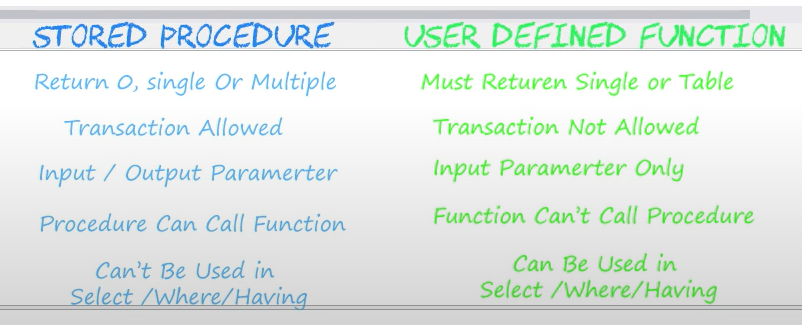 STORED PROCEDURE
USER DEFINED FUNCTION
Return 0, single Or Multiple
Must Returen Single or Table
Transaction Allowed
Transaction Not Allowed
Input / Output Paramerter
Input Paramerter Only
Procedure Can Call Function
Function Can't Call Procedure
Can't Be Used in
Select /Where/Having
Can Be Used in
Select /Where/Having